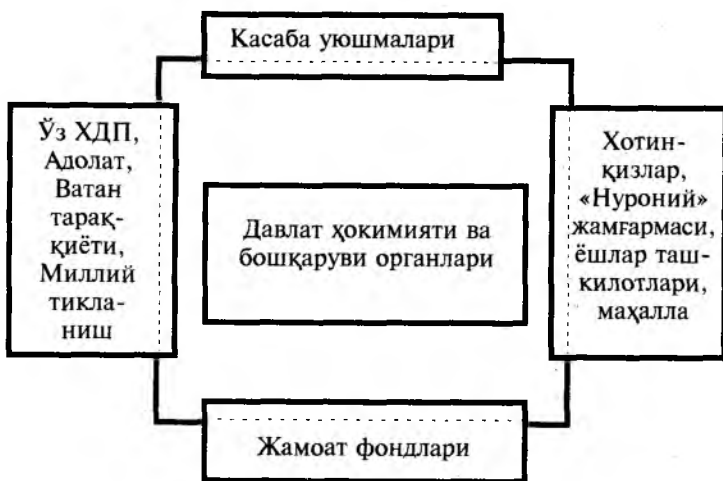 Касаба уюшмалари
Ўз ХДП,
Адолат,
Ватан
тарақ-
қиёти,
Миллий
тикла-
ниш
Давлат ҳокимияти ва
бошқаруви органлари
Хотин-
қизлар,
«Нуроний»
жамғармаси,
ёшлар таш-
килотлари,
маҳалла
Жамоат фондлари